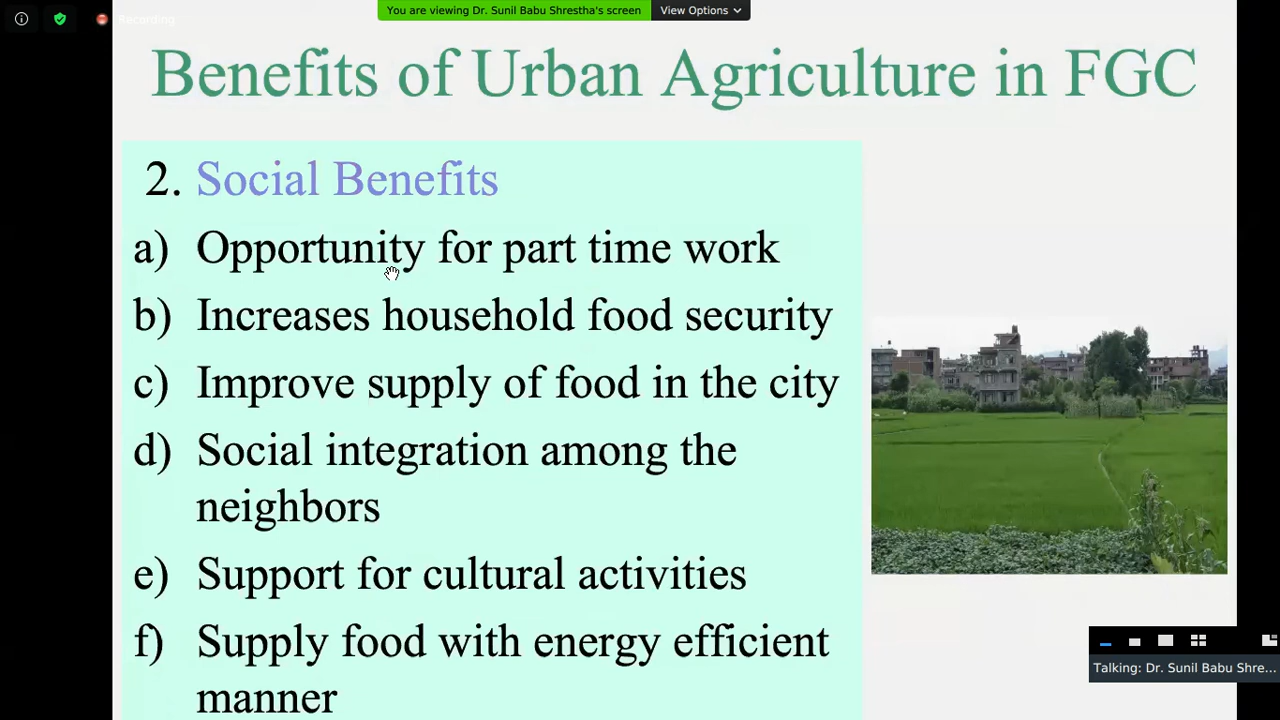 You are viewing Dr. Sunil Babu Shrestha's screen
View Options
Recording
Benefits of Urban Agriculture in FGC
2. Social Benefits
a) Opportunity for part time work
b) Increases household food security
c) Improve supply of food in the city
d) Social integration among the
neighbors
e) Support for cultural activities
f) Supply food with energy efficient
manner
Talking: Dr. Sunil Babu Shre...